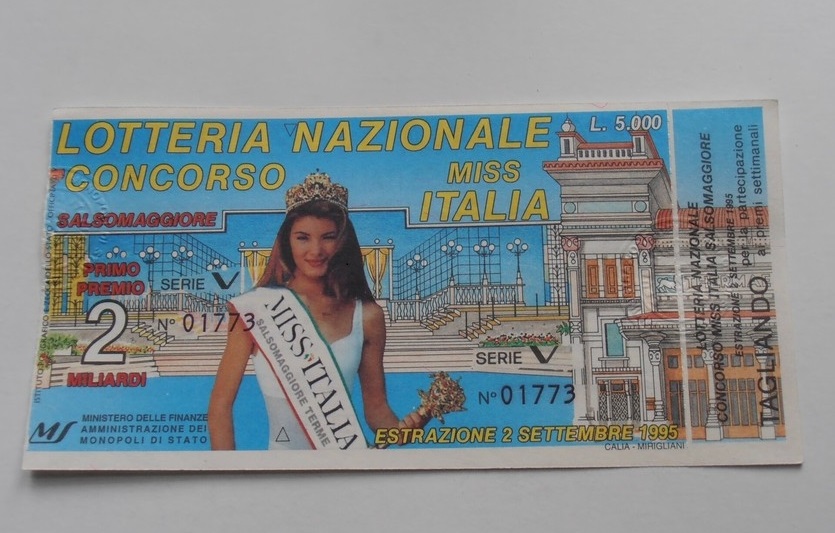 LOTTERIA NAZIONALE
CONCORSO MISS
ITALIA
L. 5.000
SALSOMAGGIORE
PRIMO
PREMIO
2
MILIARDI
SERIE V
N° 01773
MISS ITALIA
SALSOMAGGIORE TERME
SERIE V
N° 01773
MS
MINISTERO DELLE FINANZE
AMMINISTRAZIONE DEI
MONOPOLI DI STATO
ESTRAZIONE 2 SETTEMBRE 1995
CALIA - MIRIGLIANI
LOTTERIA NAZIONALE
CONCORSO MISS ITALIA SALSOMAGGIORE
ESTRAZIONE 2 SETTEMBRE 1995
TAGLIANDO per la partecipazione
ai premi settimanali